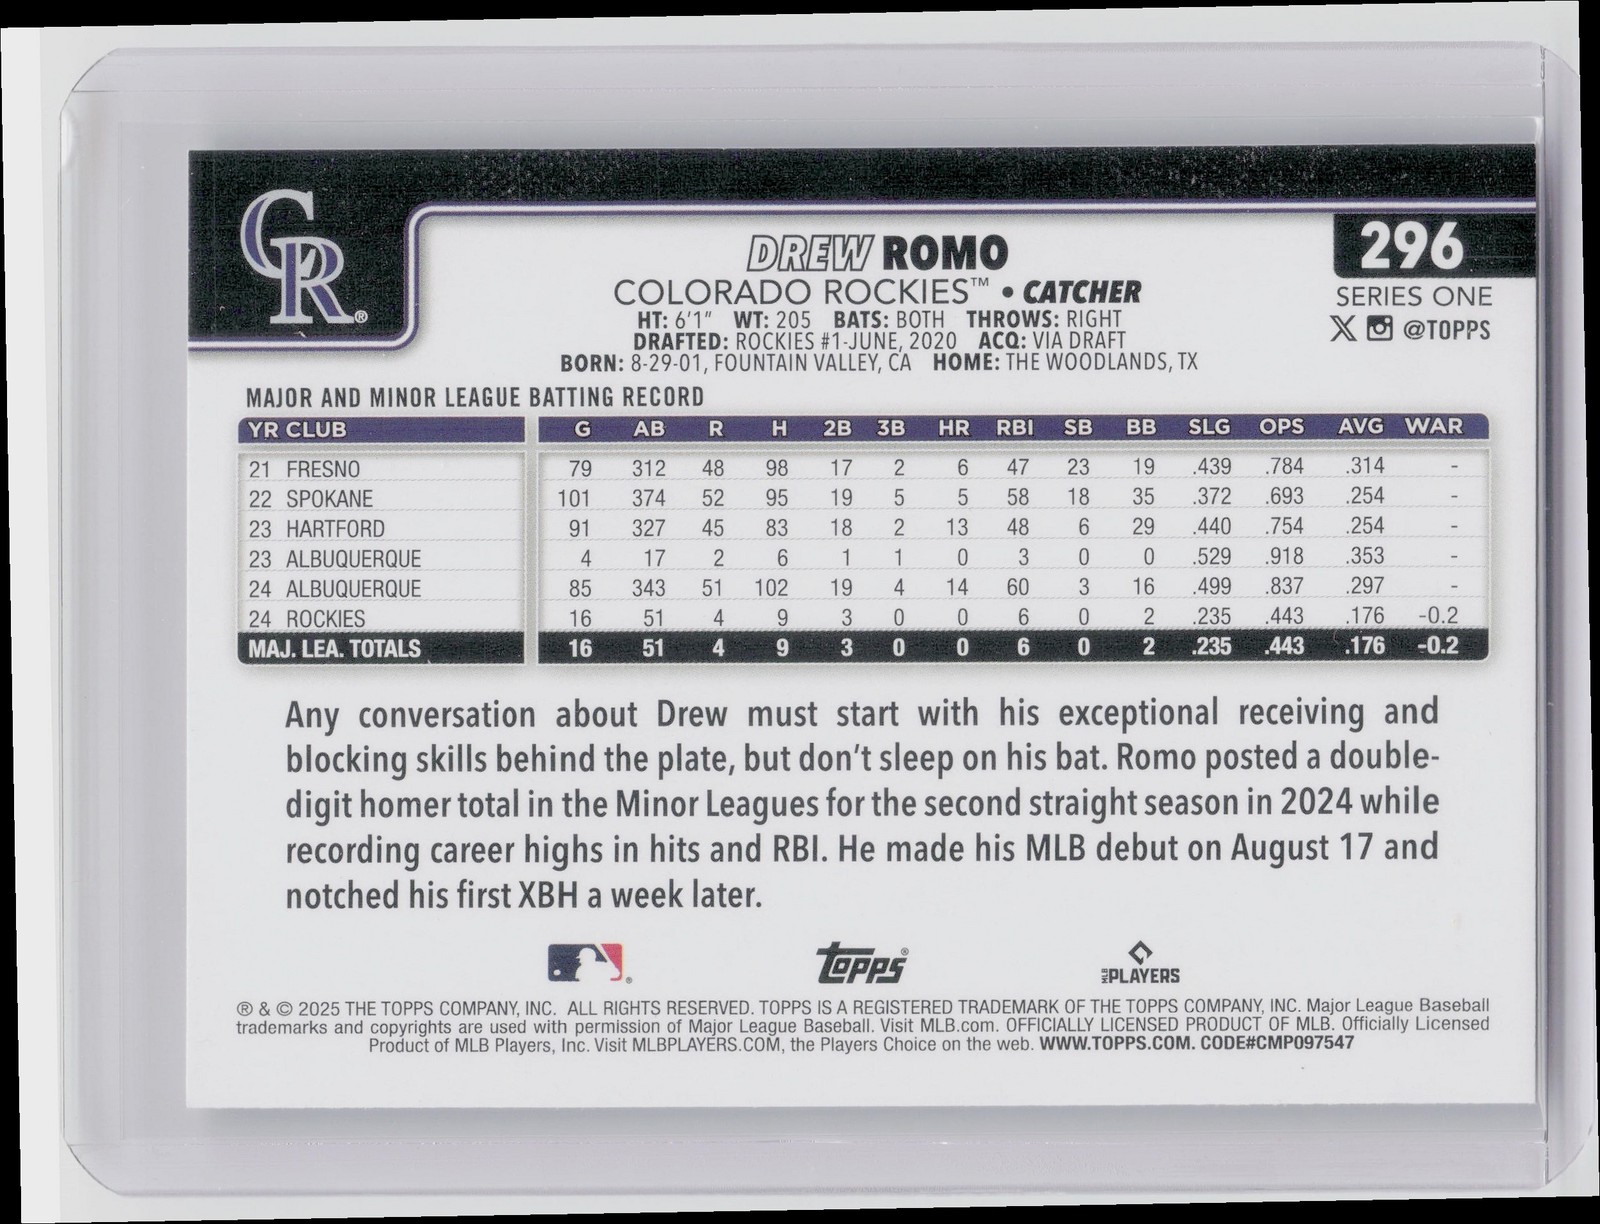 CR®
DREW ROMO
COLORADO ROCKIES™ • CATCHER
HT: 6'1" WT: 205 BATS: BOTH THROWS: RIGHT
DRAFTED: ROCKIES #1-JUNE, 2020 ACQ: VIA DRAFT
BORN: 8-29-01, FOUNTAIN VALLEY, CA HOME: THE WOODLANDS, TX
296
SERIES ONE
X @TOPPS
MAJOR AND MINOR LEAGUE BATTING RECORD
YR CLUB G AB R H 2B 3B HR RBI SB BB SLG OPS AVG WAR
21 FRESNO 79 312 48 98 17 2 6 47 23 19 .439 .784 .314 -
22 SPOKANE 101 374 52 95 19 5 5 58 18 35 .372 .693 .254 -
23 HARTFORD 91 327 45 83 18 2 13 48 6 29 .440 .754 .254 -
23 ALBUQUERQUE 4 17 2 6 1 1 0 3 0 0 .529 .918 .353 -
24 ALBUQUERQUE 85 343 51 102 19 4 14 60 3 16 .499 .837 .297 -
24 ROCKIES 16 51 4 9 3 0 0 6 0 2 .235 .443 .176 -0.2
MAJ. LEA. TOTALS 16 51 4 9 3 0 0 6 0 2 .235 .443 .176 -0.2
Any conversation about Drew must start with his exceptional receiving and
blocking skills behind the plate, but don't sleep on his bat. Romo posted a double-
digit homer total in the Minor Leagues for the second straight season in 2024 while
recording career highs in hits and RBI. He made his MLB debut on August 17 and
notched his first XBH a week later.
Topps®
MLB PLAYERS
® & © 2025 THE TOPPS COMPANY, INC. ALL RIGHTS RESERVED. TOPPS IS A REGISTERED TRADEMARK OF THE TOPPS COMPANY, INC. Major League Baseball
trademarks and copyrights are used with permission of Major League Baseball. Visit MLB.com. OFFICIALLY LICENSED PRODUCT OF MLB. Officially Licensed
Product of MLB Players, Inc. Visit MLBPLAYERS.COM, the Players Choice on the web. WWW.TOPPS.COM. CODE#CMP097547